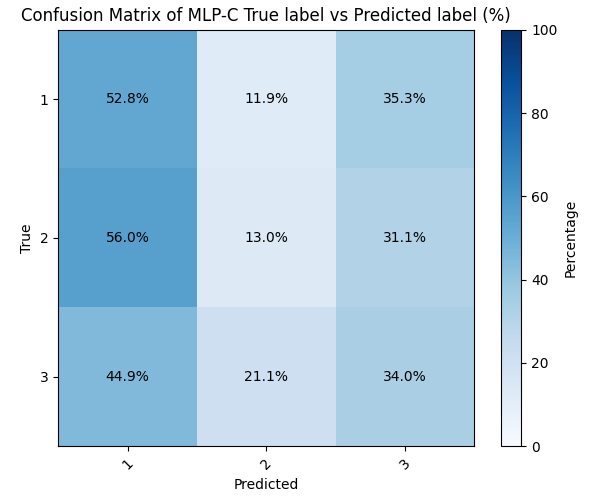 Confusion Matrix of MLP-C True label vs Predicted label (%)
1 52.8% 11.9% 35.3%
2 56.0% 13.0% 31.1%
3 44.9% 21.1% 34.0%
1 2 3
True
Predicted
100
80
60
40
20
0
Percentage